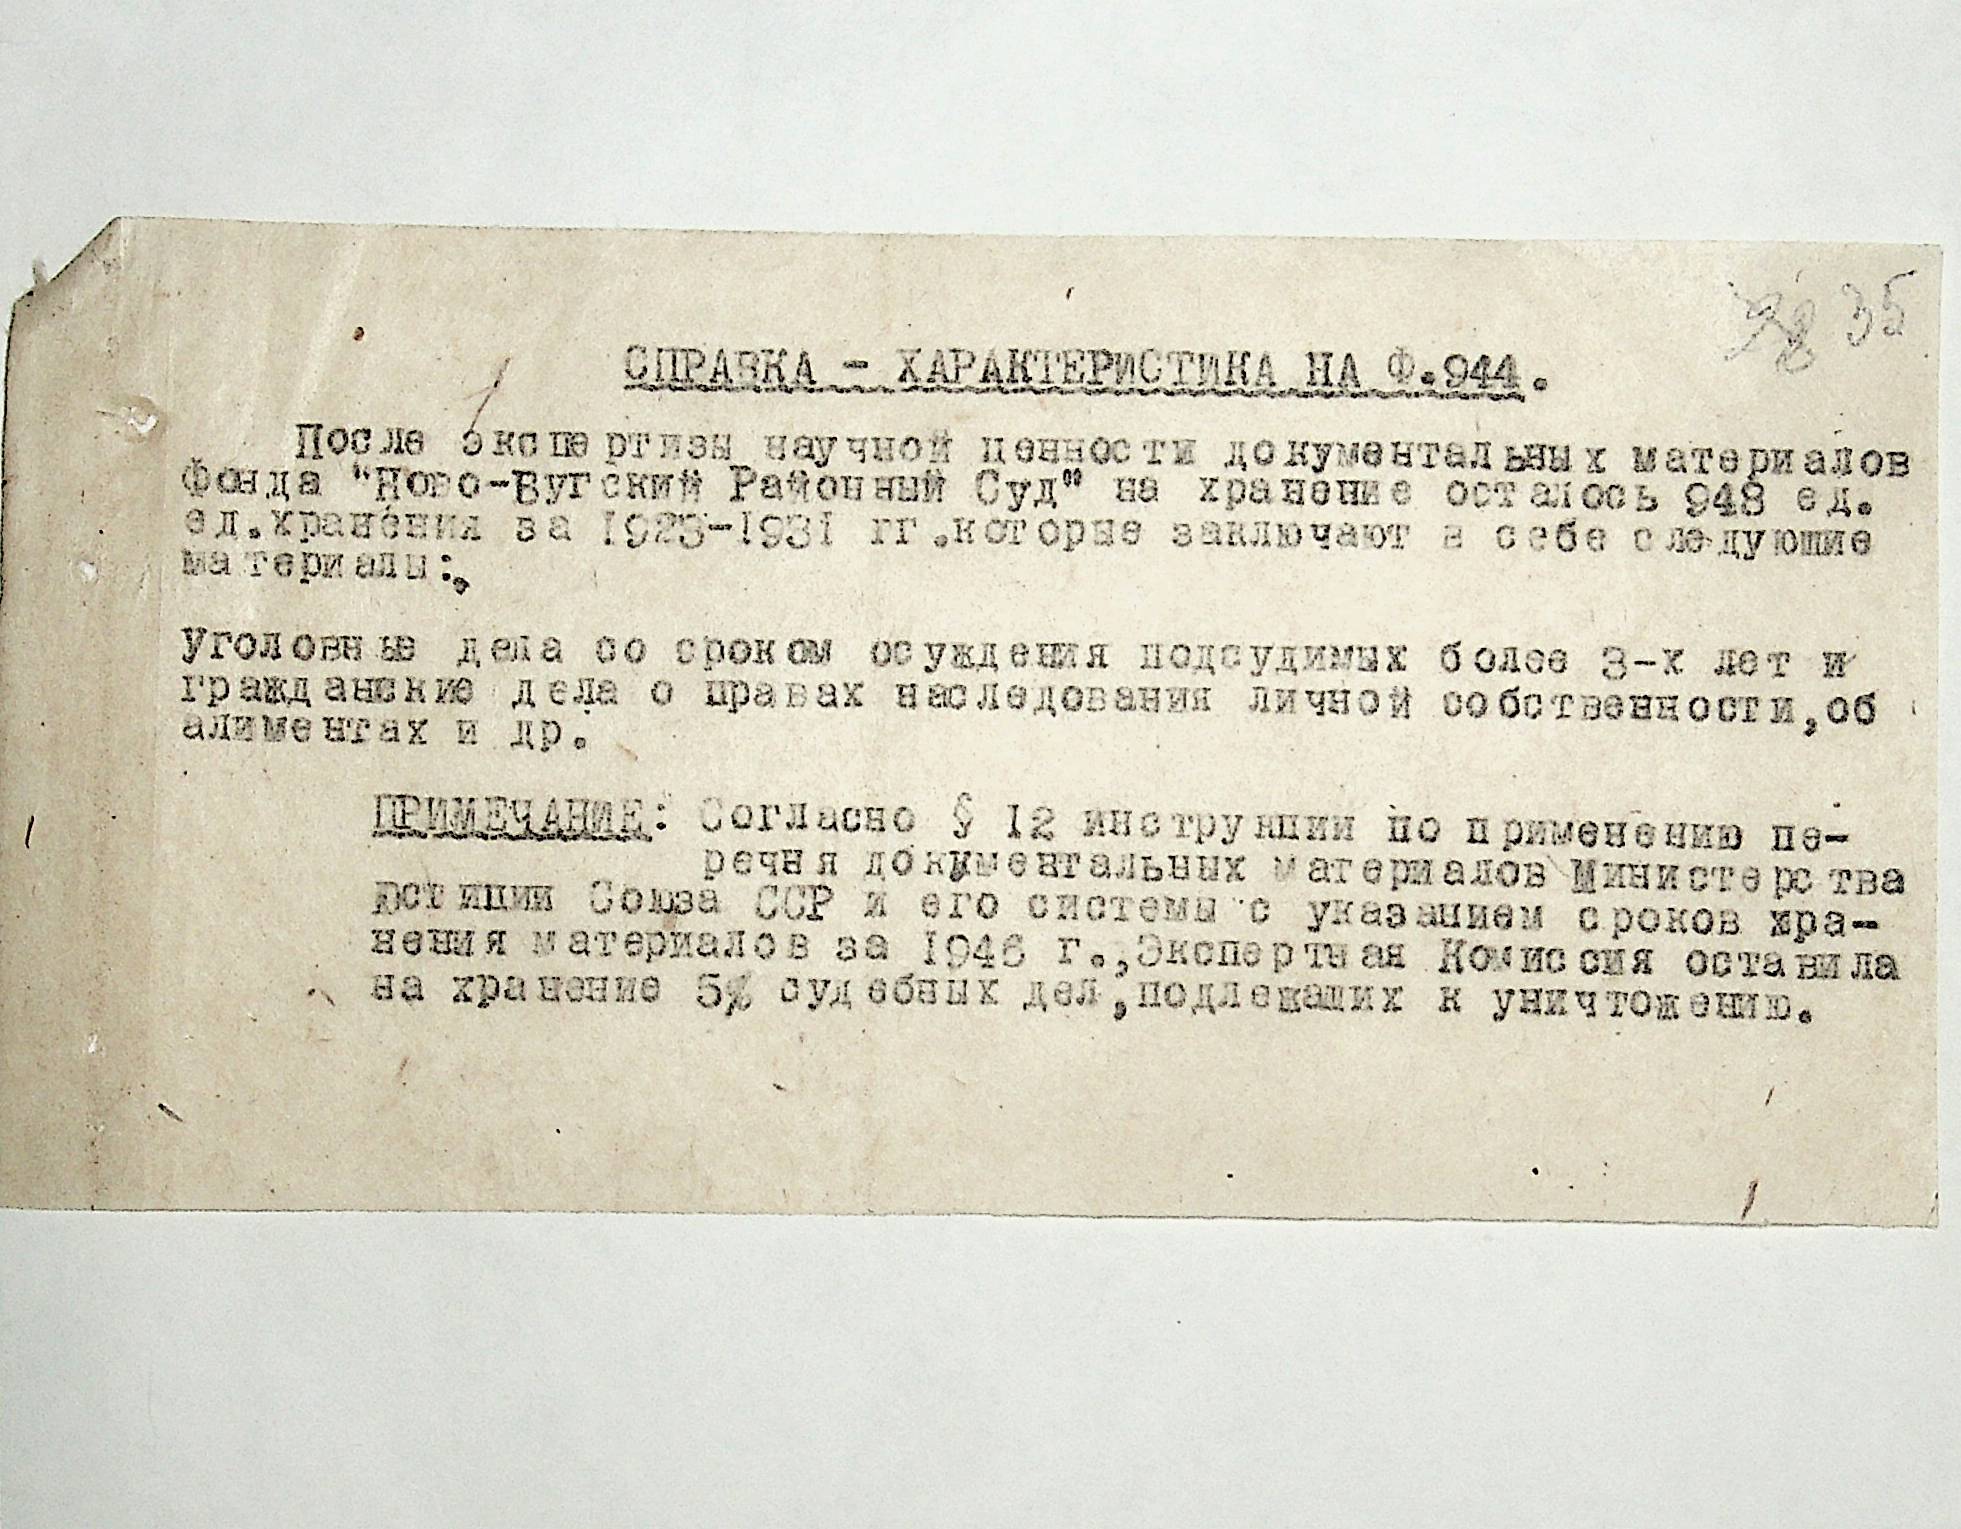 35
СПРАВКА - ХАРАКТЕРИСТИКА НА Ф.944.
После экспертизы научной ценности документальных материалов
Фонда "Ново-Бугский Районный Суд" на хранение осталось 948 ед.
ед.хранения за 1923-1931 гг.которые заключают в себе следующие
материалы:,
уголовные дела со сроком осуждения подсудимых более 3-х лет и
гражданские дела о правах наследования личной собственности,об
алиментах и др.
ПРИМЕЧАНИЕ: Согласно § 12 инструкции по применению пе-
речня документальных материалов Министерства
юстиции Союза ССР и его системы с указанием сроков хра-
нения материалов за 1946 г.,Экспертная Комиссия оставила
на хранение 5% судебных дел,подлежащих к уничтожению.